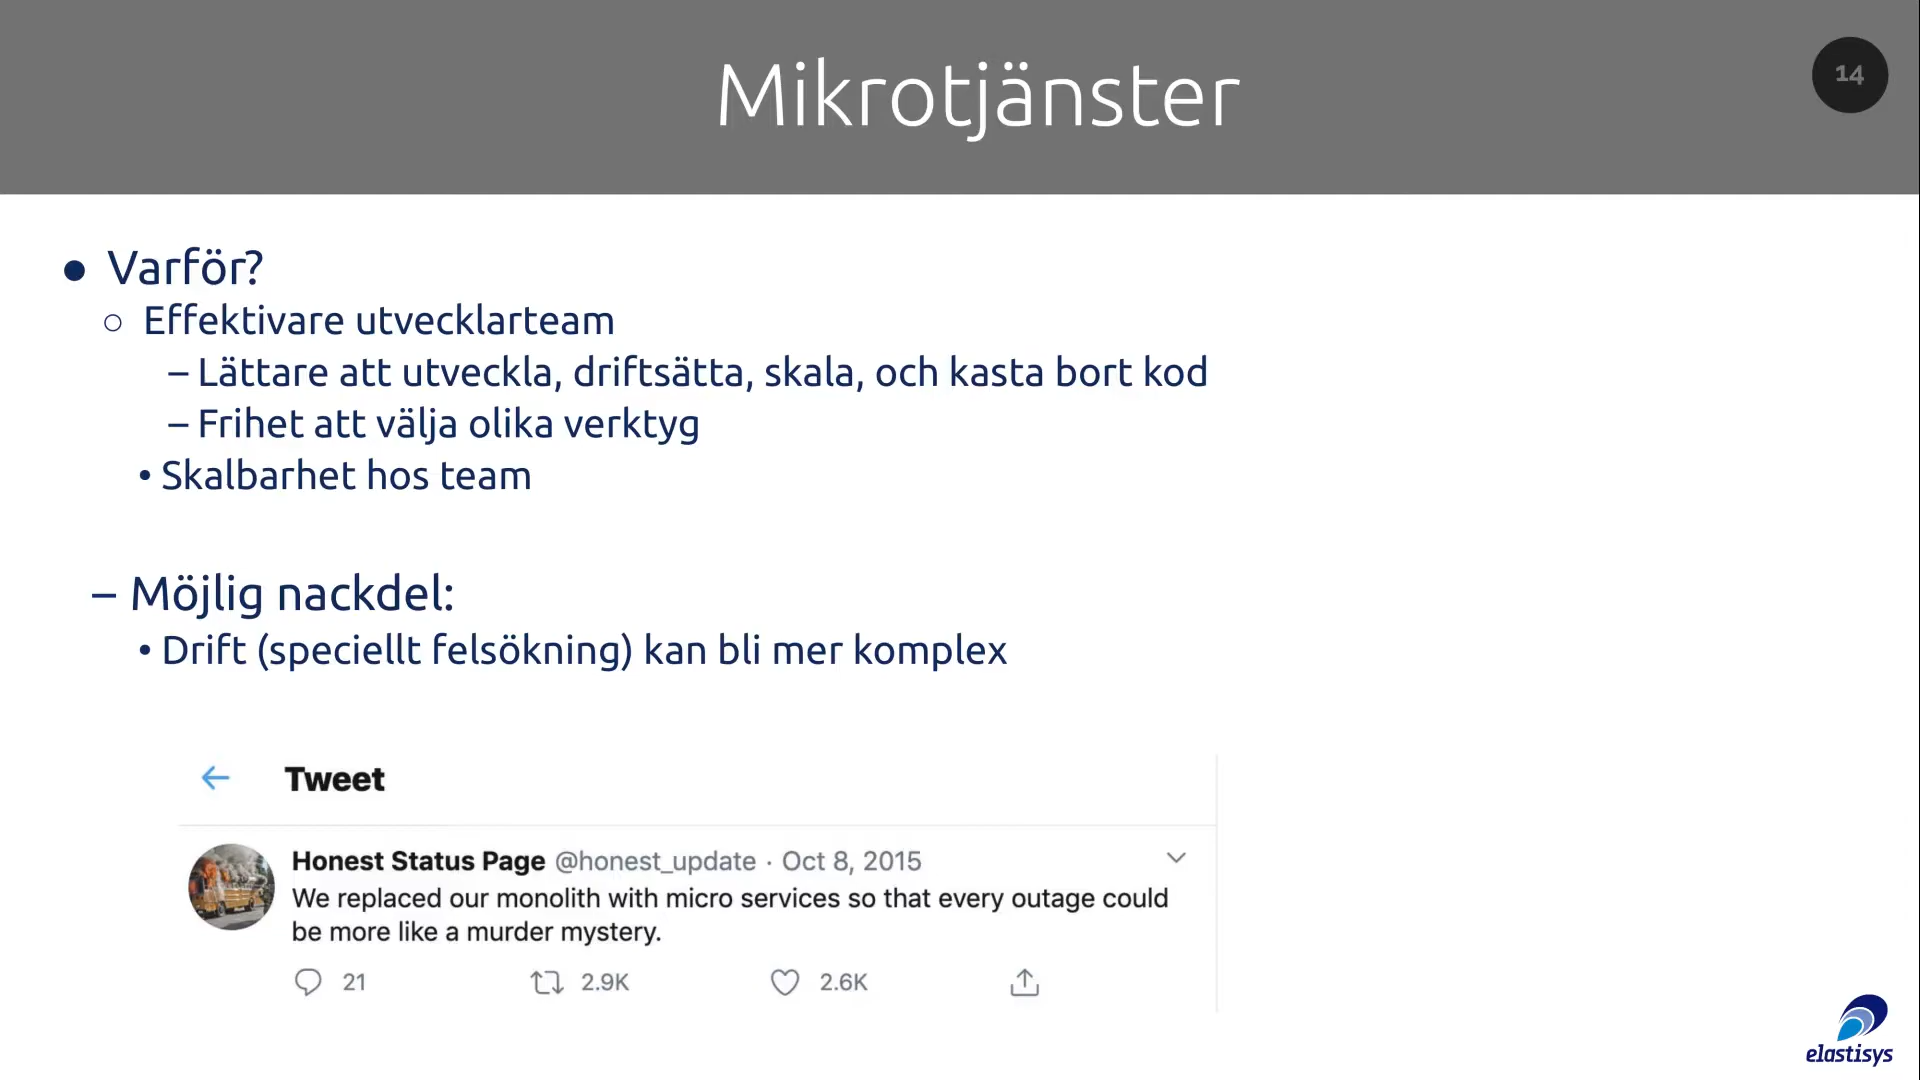 Mikrotjänster
14
● Varför?
○ Effektivare utvecklarteam
– Lättare att utveckla, driftsätta, skala, och kasta bort kod
– Frihet att välja olika verktyg
• Skalbarhet hos team
– Möjlig nackdel:
• Drift (speciellt felsökning) kan bli mer komplex
Tweet
Honest Status Page @honest_update · Oct 8, 2015
We replaced our monolith with micro services so that every outage could
be more like a murder mystery.
21 2.9K 2.6K
elastisys